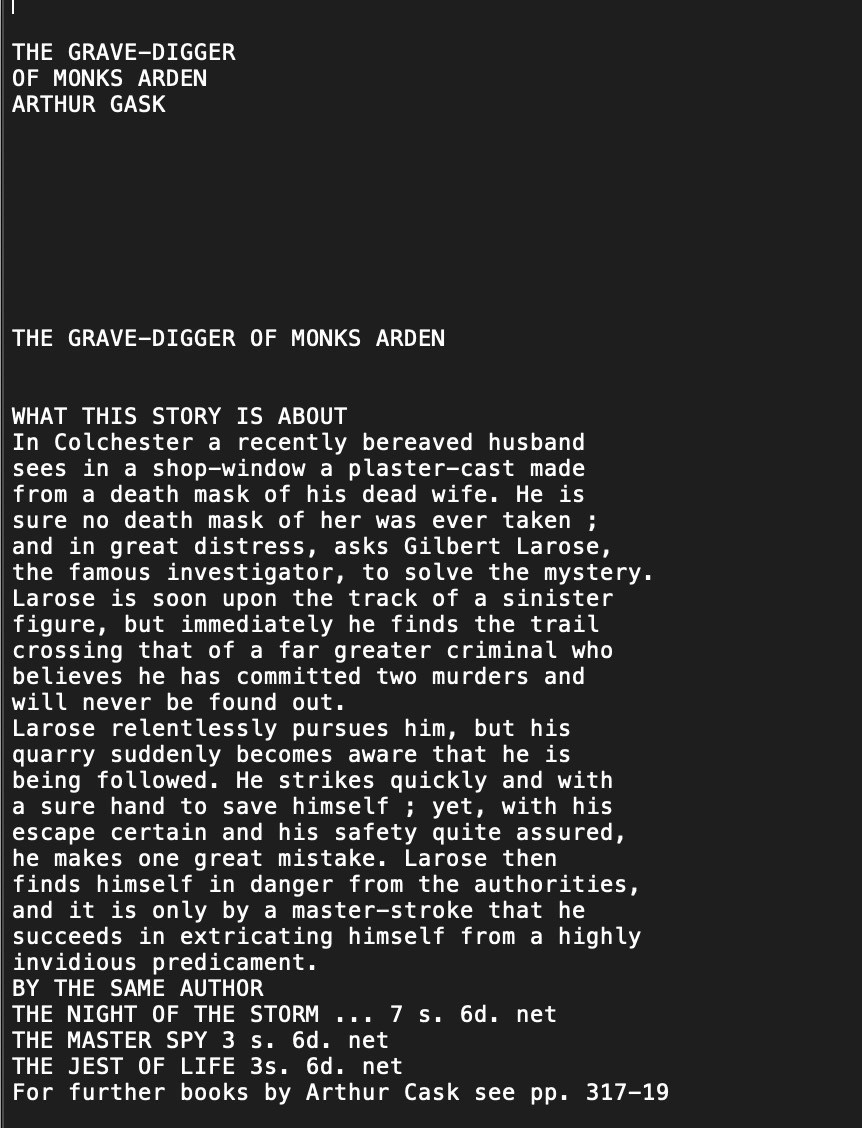 THE GRAVE-DIGGER
OF MONKS ARDEN
ARTHUR GASK
THE GRAVE-DIGGER OF MONKS ARDEN
WHAT THIS STORY IS ABOUT
In Colchester a recently bereaved husband
sees in a shop-window a plaster-cast made
from a death mask of his dead wife. He is
sure no death mask of her was ever taken ;
and in great distress, asks Gilbert Larose,
the famous investigator, to solve the mystery.
Larose is soon upon the track of a sinister
figure, but immediately he finds the trail
crossing that of a far greater criminal who
believes he has committed two murders and
will never be found out.
Larose relentlessly pursues him, but his
quarry suddenly becomes aware that he is
being followed. He strikes quickly and with
a sure hand to save himself ; yet, with his
escape certain and his safety quite assured,
he makes one great mistake. Larose then
finds himself in danger from the authorities,
and it is only by a master-stroke that he
succeeds in extricating himself from a highly
invidious predicament.
BY THE SAME AUTHOR
THE NIGHT OF THE STORM ... 7 s. 6d. net
THE MASTER SPY 3 s. 6d. net
THE JEST OF LIFE 3s. 6d. net
For further books by Arthur Cask see pp. 317-19